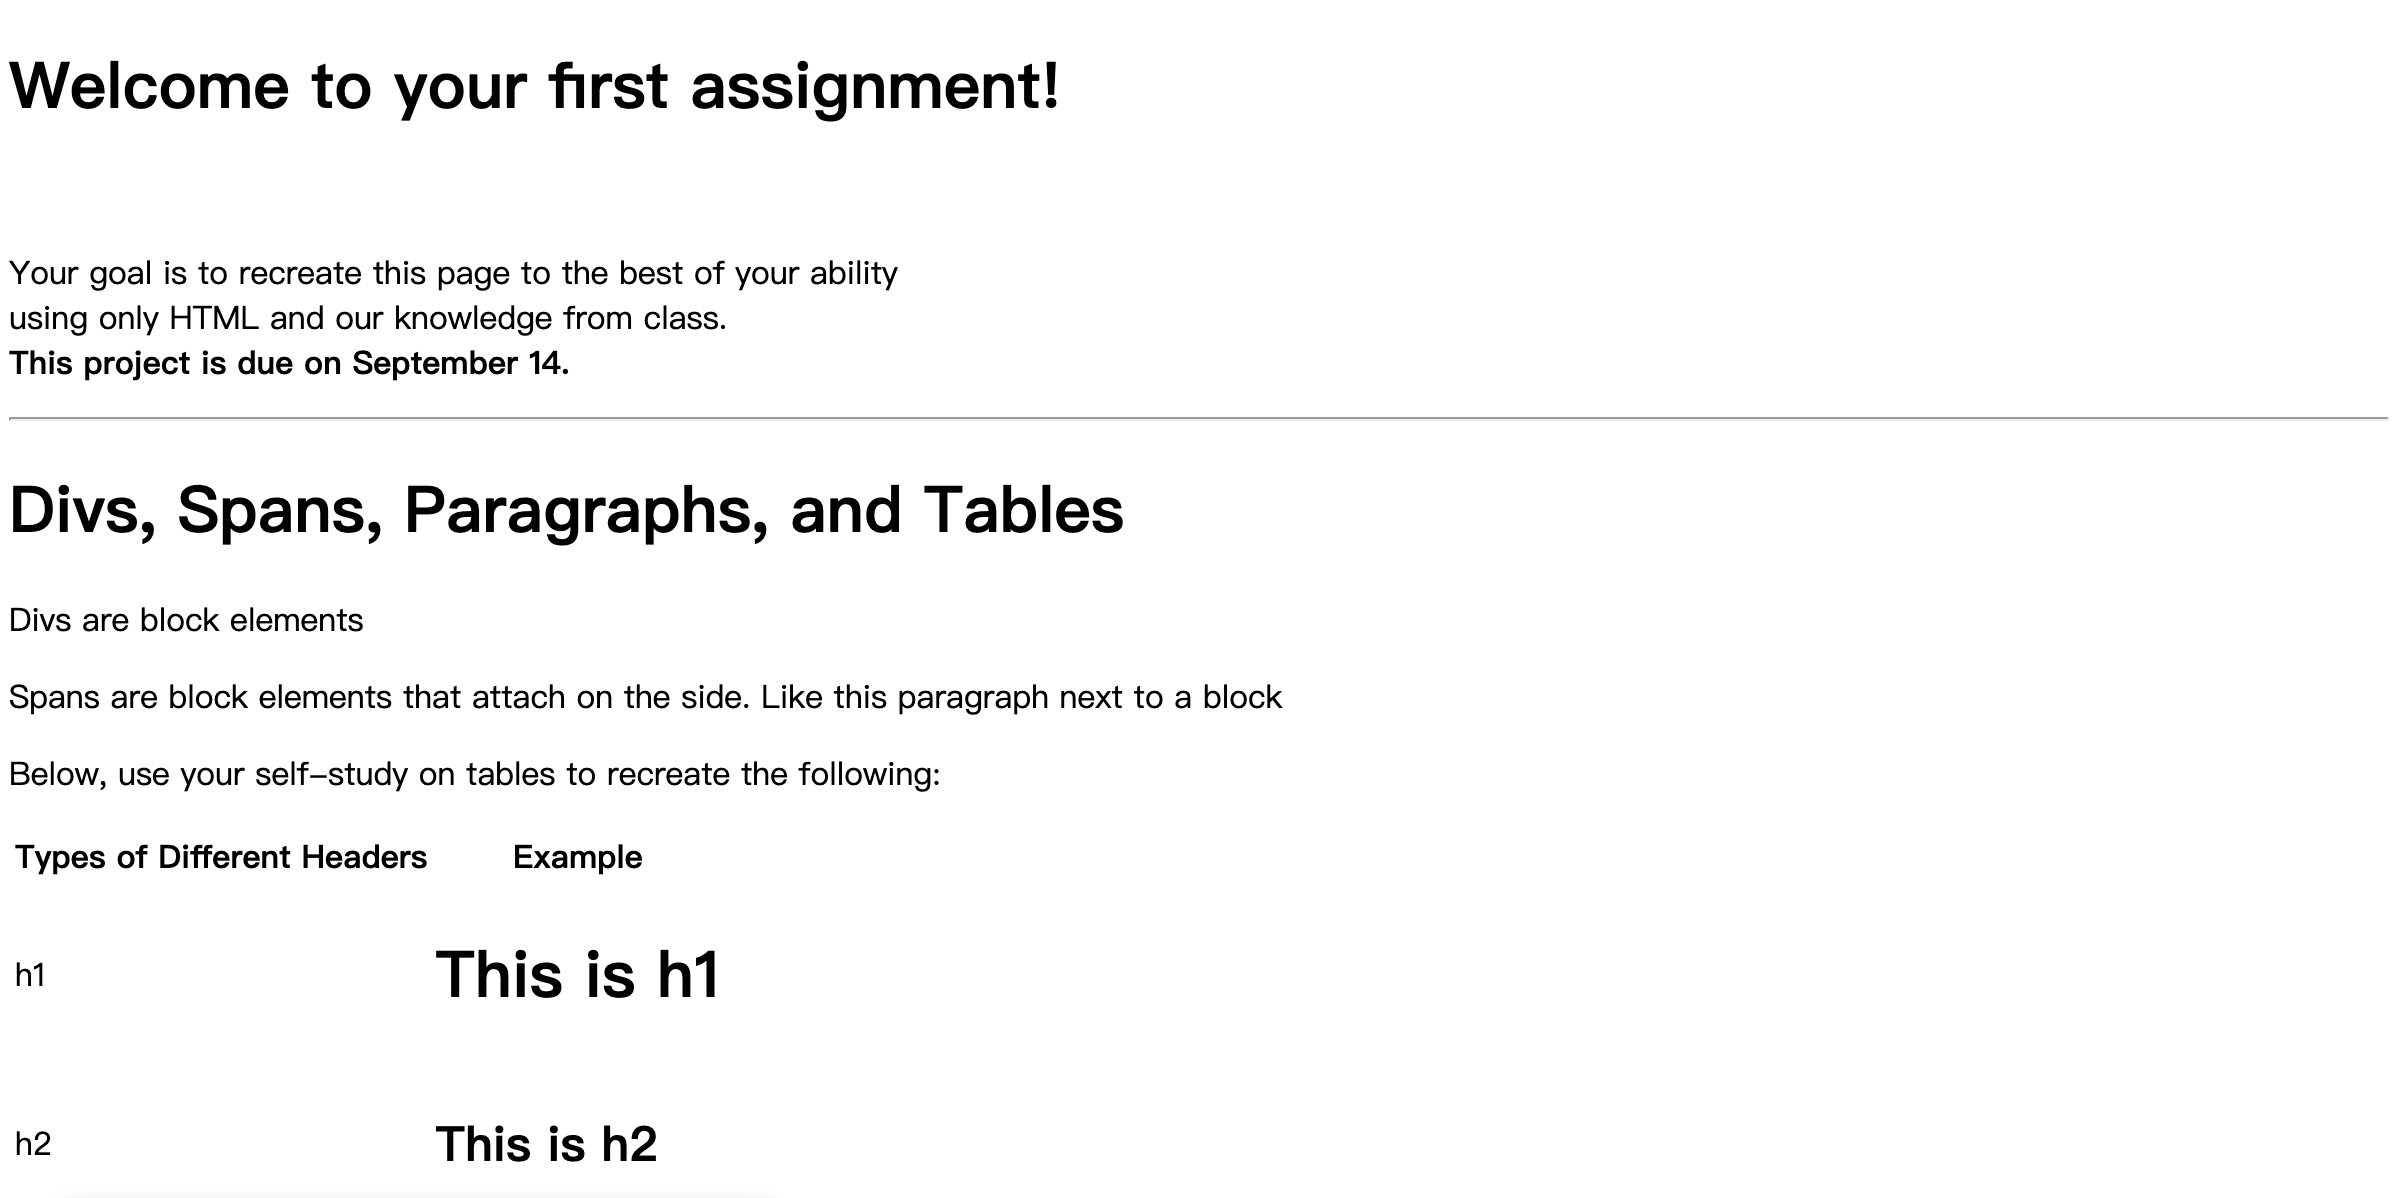 Welcome to your first assignment!
Your goal is to recreate this page to the best of your ability
using only HTML and our knowledge from class.
This project is due on September 14.
Divs, Spans, Paragraphs, and Tables
Divs are block elements
Spans are block elements that attach on the side. Like this paragraph next to a block
Below, use your self-study on tables to recreate the following:
Types of Different Headers Example
h1 This is h1
h2 This is h2